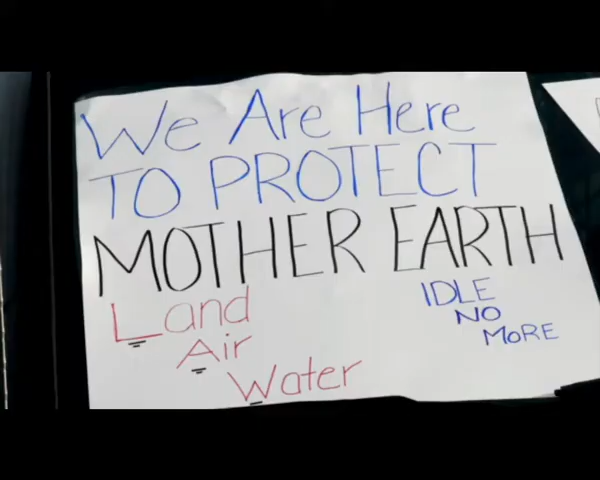 We Are Here
TO PROTECT
MOTHER EARTH
Land
Air
Water
IDLE
NO
MORE